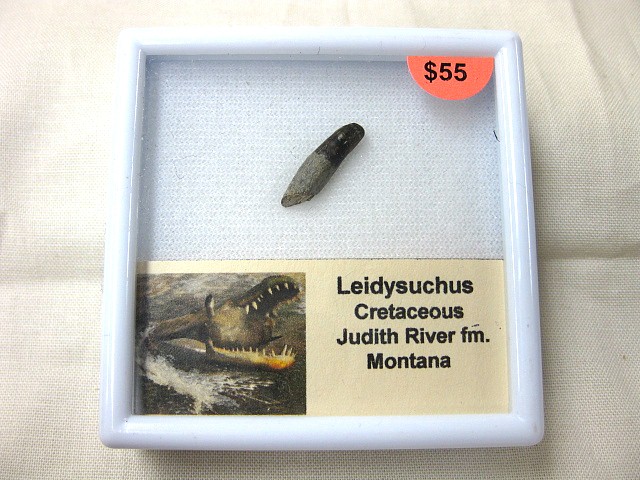 $55
Leidysuchus
Cretaceous
Judith River fm.
Montana